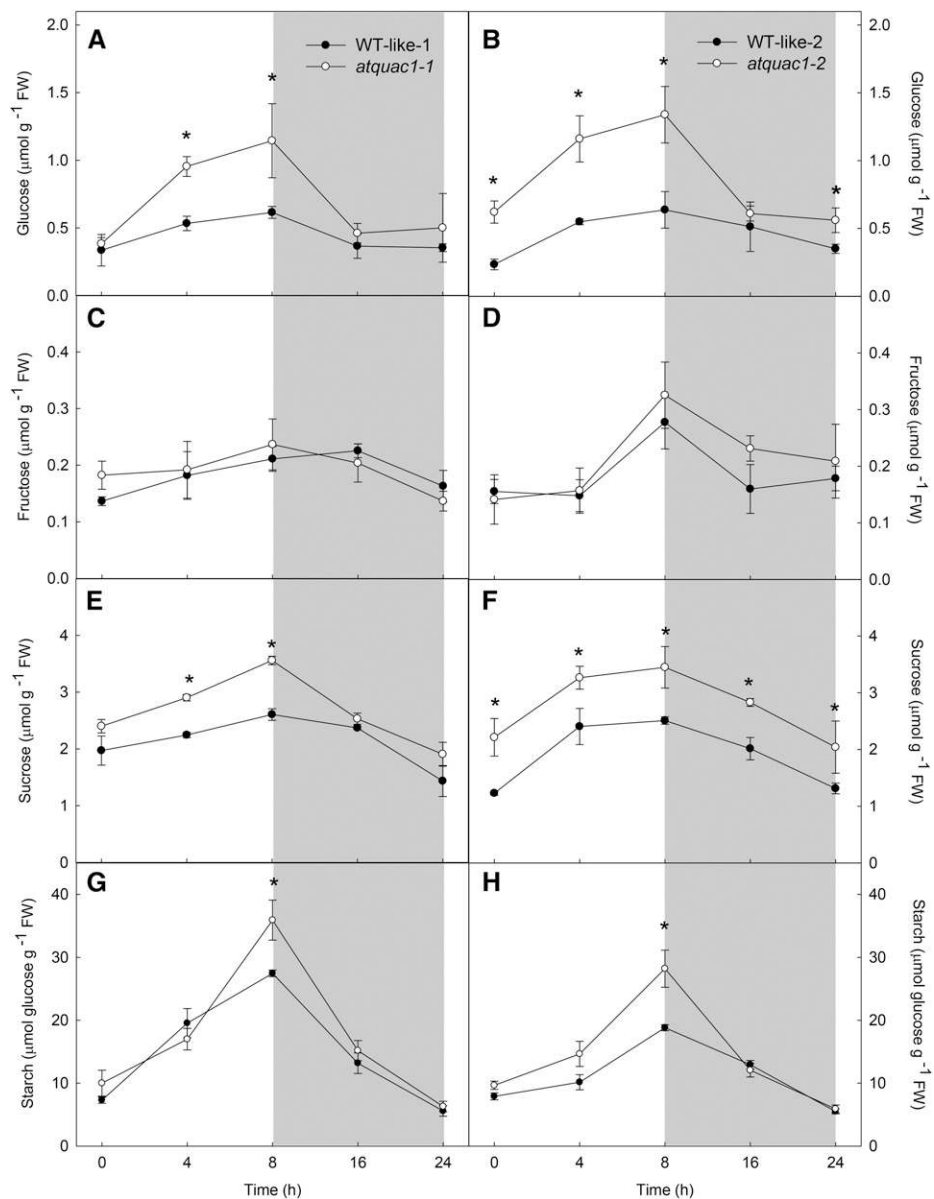 A
WT-like-1
atquac1-1
B
WT-like-2
atquac1-2
2.0
1.5
1.0
0.5
0.0
Glucose (μmol g⁻¹ FW)
* *
* * * *
2.0
1.5
1.0
0.5
0.0
Glucose (μmol g⁻¹ FW)
C
D
0.4
0.3
0.2
0.1
0.0
Fructose (μmol g⁻¹ FW)
0.4
0.3
0.2
0.1
0.0
Fructose (μmol g⁻¹ FW)
E
F
4
3
2
1
0
Sucrose (μmol g⁻¹ FW)
* *
* * * * *
4
3
2
1
0
Sucrose (μmol g⁻¹ FW)
G
H
40
30
20
10
0
Starch (μmol glucose g⁻¹ FW)
*
*
40
30
20
10
0
Starch (μmol glucose g⁻¹ FW)
0 4 8 16 24
0 4 8 16 24
Time (h)
Time (h)